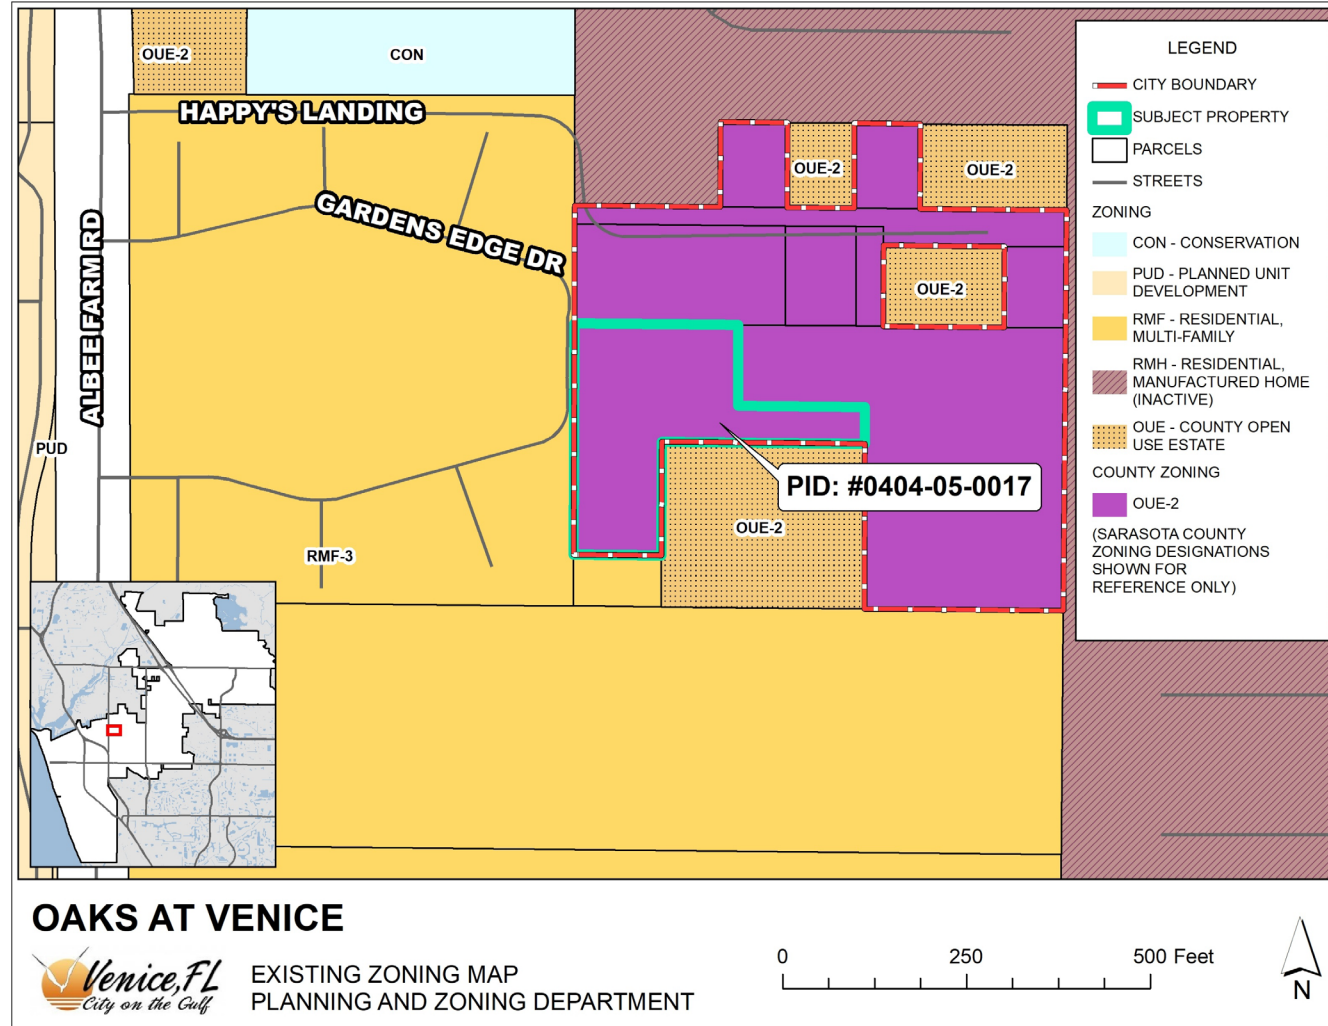 OUE-2
CON
HAPPY'S LANDING
GARDENS EDGE DR
ALBEE FARM RD
PUD
OUE-2
OUE-2
OUE-2
PID: #0404-05-0017
OUE-2
RMF-3
LEGEND
CITY BOUNDARY
SUBJECT PROPERTY
PARCELS
STREETS
ZONING
CON - CONSERVATION
PUD - PLANNED UNIT
DEVELOPMENT
RMF - RESIDENTIAL,
MULTI-FAMILY
RMH - RESIDENTIAL,
MANUFACTURED HOME
(INACTIVE)
OUE - COUNTY OPEN
USE ESTATE
COUNTY ZONING
OUE-2
(SARASOTA COUNTY
ZONING DESIGNATIONS
SHOWN FOR
REFERENCE ONLY)
OAKS AT VENICE
Venice, FL
City on the Gulf
EXISTING ZONING MAP
PLANNING AND ZONING DEPARTMENT
0 250 500 Feet
N